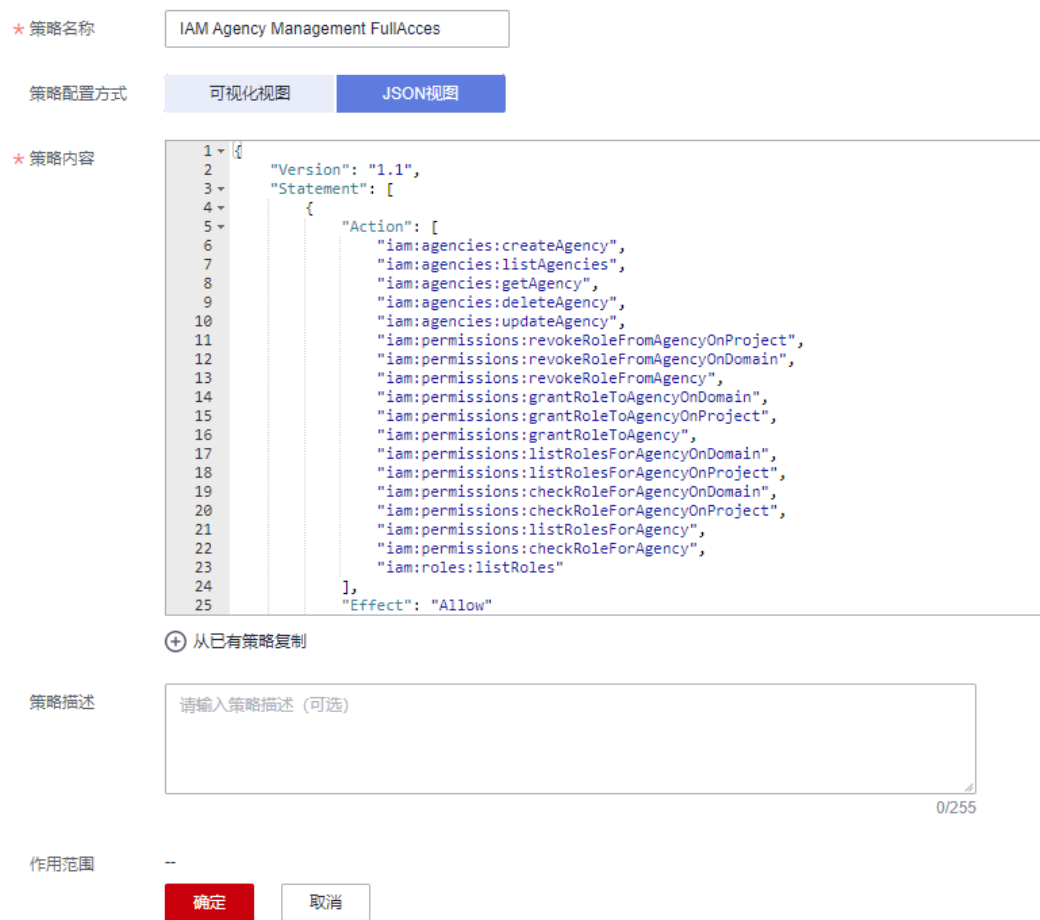 * 策略名称 IAM Agency Management FullAcces
策略配置方式 可视化视图 JSON视图
* 策略内容
1 {
2 "Version": "1.1",
3 "Statement": [
4 {
5 "Action": [
6 "iam:agencies:createAgency",
7 "iam:agencies:listAgencies",
8 "iam:agencies:getAgency",
9 "iam:agencies:deleteAgency",
10 "iam:agencies:updateAgency",
11 "iam:permissions:revokeRoleFromAgencyOnProject",
12 "iam:permissions:revokeRoleFromAgencyOnDomain",
13 "iam:permissions:revokeRoleFromAgency",
14 "iam:permissions:grantRoleToAgencyOnDomain",
15 "iam:permissions:grantRoleToAgencyOnProject",
16 "iam:permissions:grantRoleToAgency",
17 "iam:permissions:listRolesForAgencyOnDomain",
18 "iam:permissions:listRolesForAgencyOnProject",
19 "iam:permissions:checkRoleForAgencyOnDomain",
20 "iam:permissions:checkRoleForAgencyOnProject",
21 "iam:permissions:listRolesForAgency",
22 "iam:permissions:checkRoleForAgency",
23 "iam:roles:listRoles"
24 ],
25 "Effect": "Allow"
从已有策略复制
策略描述 请输入策略描述（可选）
0/255
作用范围 --
确定 取消